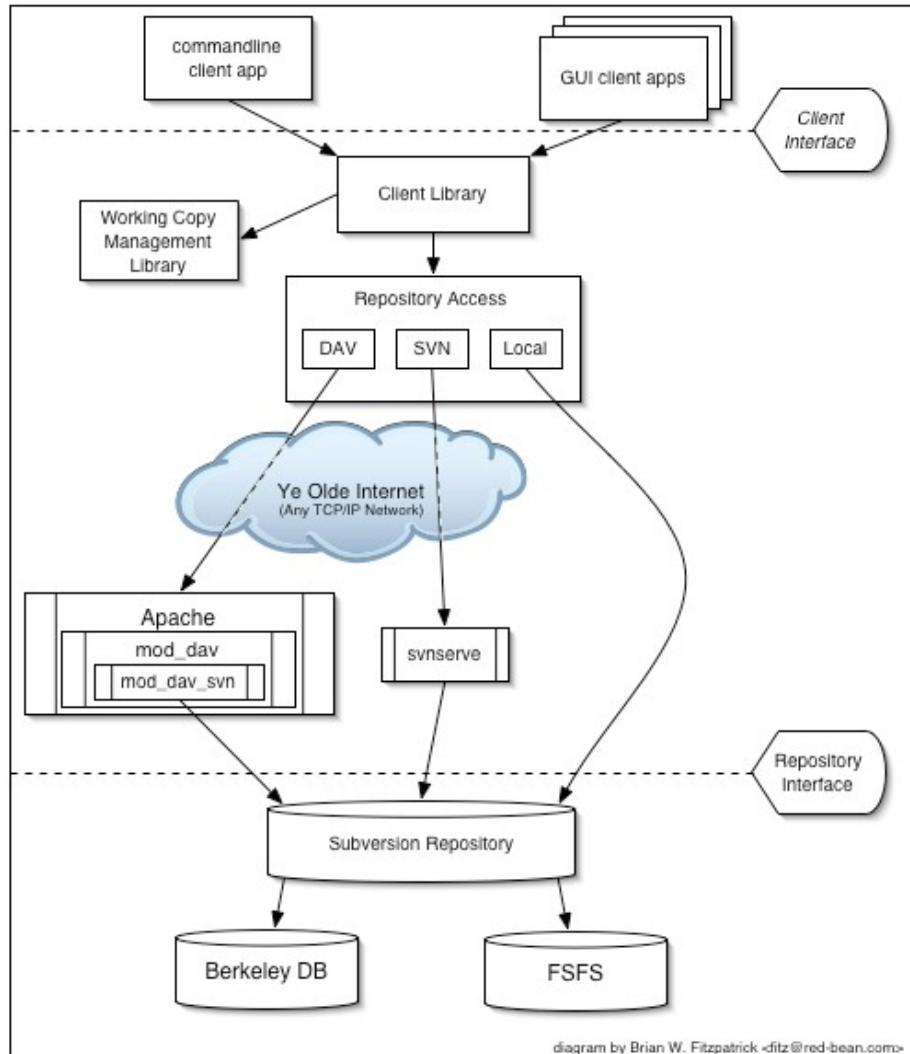 commandline
client app
GUI client apps
Client
Interface
Client Library
Working Copy
Management
Library
Repository Access
DAV
SVN
Local
Ye Olde Internet
(Any TCP/IP Network)
Apache
mod_dav
mod_dav_svn
svnserve
Repository
Interface
Subversion Repository
Berkeley DB
FSFS
diagram by Brian W. Fitzpatrick <fitz@red-bean.com>